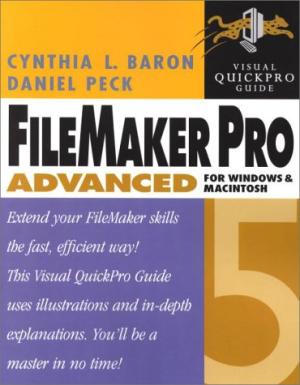 CYNTHIA L. BARON
DANIEL PECK
VISUAL
QUICKPRO
GUIDE
FILEMAKER PRO
ADVANCED
FOR WINDOWS &
MACINTOSH
5
Extend your FileMaker skills
the fast, efficient way!
This Visual QuickPro Guide
uses illustrations and in-depth
explanations. You'll be a
master in no time!